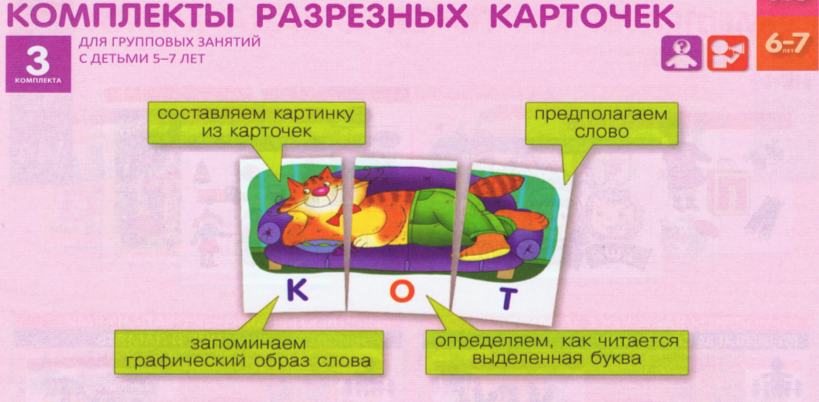 КОМПЛЕКТЫ РАЗРЕЗНЫХ КАРТОЧЕК
3
КОМПЛЕКТА
ДЛЯ ГРУППОВЫХ ЗАНЯТИЙ
С ДЕТЬМИ 5–7 ЛЕТ
?
6–7
ЛЕТ
составляем картинку
из карточек
предполагаем
слово
К О Т
запоминаем
графический образ слова
определяем, как читается
выделенная буква